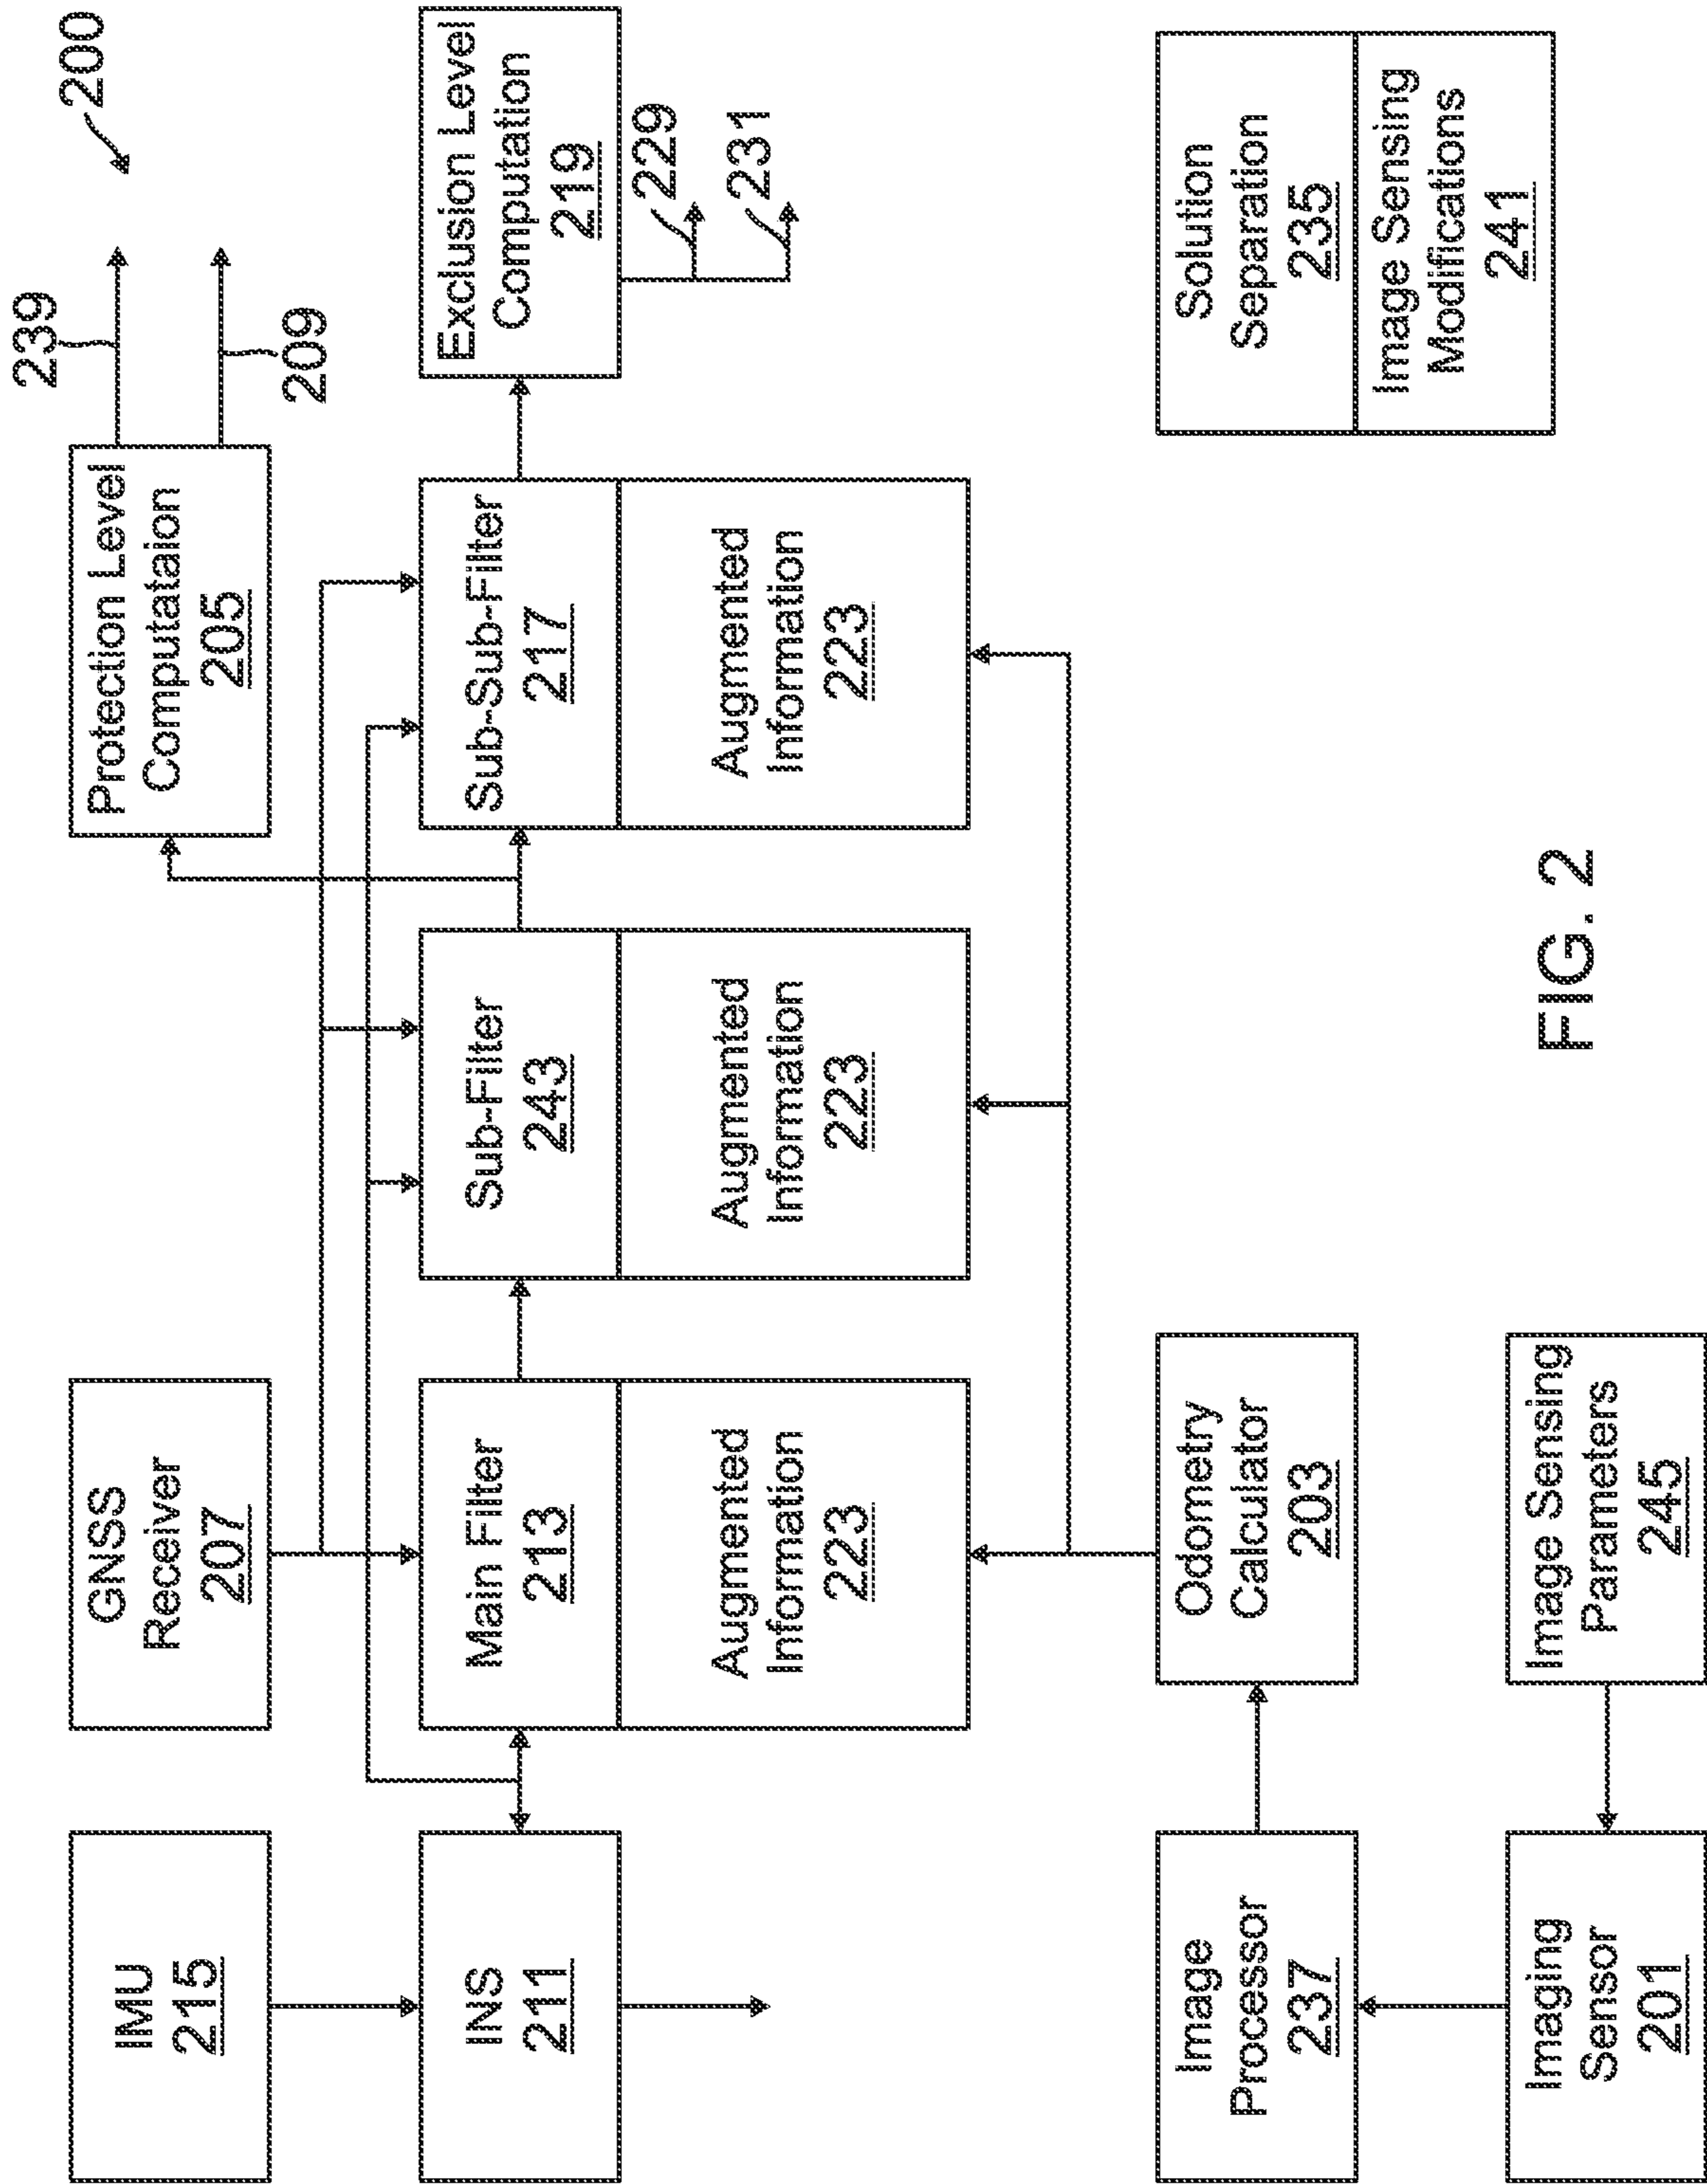 200
239
209
IMU
215
GNSS
Receiver
207
Protection Level
Computataion
205
INS
211
Main Filter
213
Augmented
Information
223
Sub-Filter
243
Augmented
Information
223
Sub-Sub-Filter
217
Augmented
Information
223
Exclusion Level
Computation
219
229
231
Image
Processor
237
Odometry
Calculator
203
Solution
Separation
235
Image Sensing
Modifications
241
Imaging
Sensor
201
Image Sensing
Parameters
245
FIG. 2